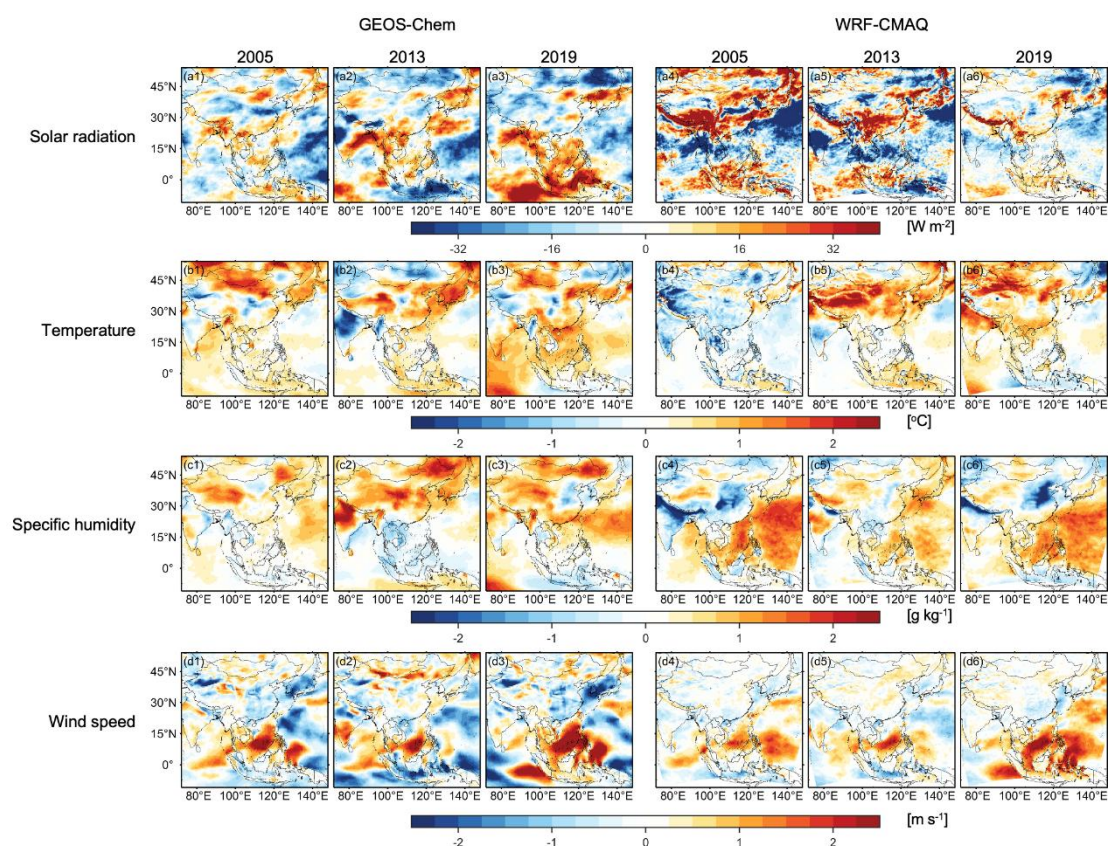 GEOS-Chem WRF-CMAQ
2005 2013 2019 2005 2013 2019
Solar radiation
(a1) (a2) (a3) (a4) (a5) (a6)
45°N
30°N
15°N
0°
80°E 100°E 120°E 140°E 80°E 100°E 120°E 140°E 80°E 100°E 120°E 140°E 80°E 100°E 120°E 140°E 80°E 100°E 120°E 140°E 80°E 100°E 120°E 140°E
-32 -16 0 16 32 [W m-2]
Temperature
(b1) (b2) (b3) (b4) (b5) (b6)
45°N
30°N
15°N
0°
80°E 100°E 120°E 140°E 80°E 100°E 120°E 140°E 80°E 100°E 120°E 140°E 80°E 100°E 120°E 140°E 80°E 100°E 120°E 140°E 80°E 100°E 120°E 140°E
-2 -1 0 1 2 [°C]
Specific humidity
(c1) (c2) (c3) (c4) (c5) (c6)
45°N
30°N
15°N
0°
80°E 100°E 120°E 140°E 80°E 100°E 120°E 140°E 80°E 100°E 120°E 140°E 80°E 100°E 120°E 140°E 80°E 100°E 120°E 140°E 80°E 100°E 120°E 140°E
-2 -1 0 1 2 [g kg-1]
Wind speed
(d1) (d2) (d3) (d4) (d5) (d6)
45°N
30°N
15°N
0°
80°E 100°E 120°E 140°E 80°E 100°E 120°E 140°E 80°E 100°E 120°E 140°E 80°E 100°E 120°E 140°E 80°E 100°E 120°E 140°E 80°E 100°E 120°E 140°E
-2 -1 0 1 2 [m s-1]